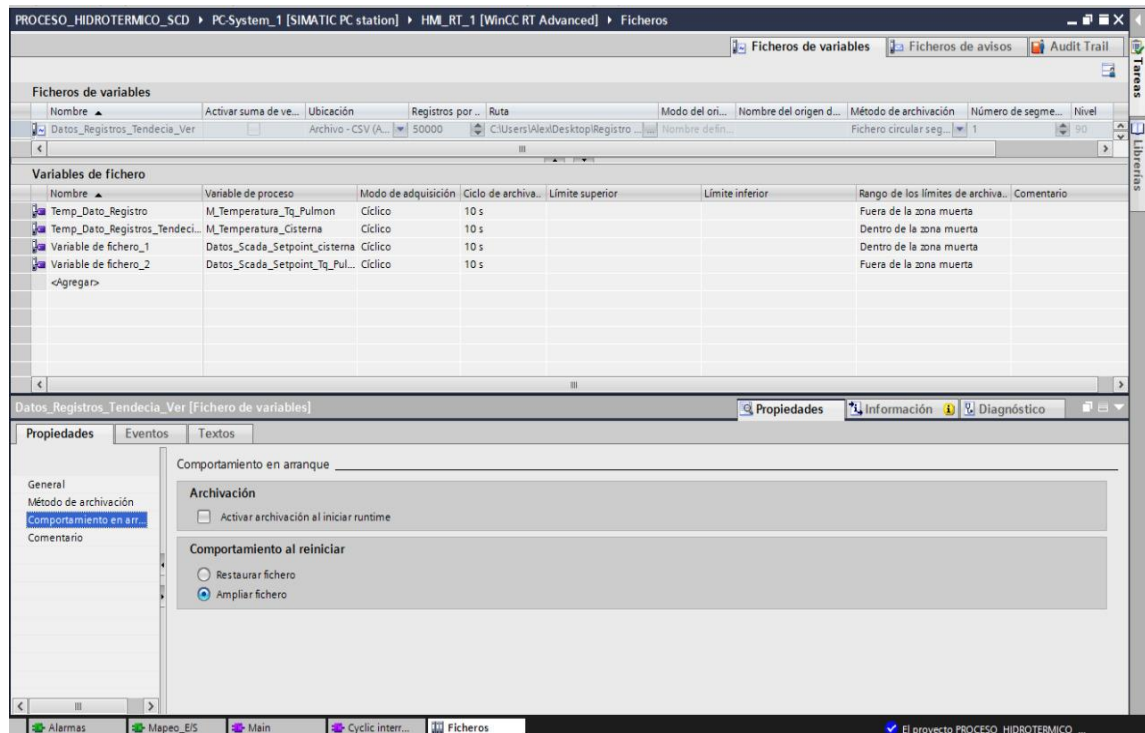 PROCESO_HIDROTERMICO_SCD ▸ PC-System_1 [SIMATIC PC station] ▸ HMI_RT_1 [WinCC RT Advanced] ▸ Ficheros
Ficheros de variables Ficheros de avisos Audit Trail
Tareas
Librerías
Ficheros de variables
Nombre Activar suma de ve... Ubicación Registros por .. Ruta Modo del ori... Nombre del origen d... Método de archivación Número de segme... Nivel
Datos_Registros_Tendecia_Ver Archivo - CSV (A... 50000 C:\Users\Alex\Desktop\Registro ... Nombre defin... Fichero circular seg... 1 90
Variables de fichero
Nombre Variable de proceso Modo de adquisición Ciclo de archiva.. Límite superior Límite inferior Rango de los límites de archiva.. Comentario
Temp_Dato_Registro M_Temperatura_Tq_Pulmon Cíclico 10 s Fuera de la zona muerta
Temp_Dato_Registros_Tendeci... M_Temperatura_Cisterna Cíclico 10 s Dentro de la zona muerta
Variable de fichero_1 Datos_Scada_Setpoint_cisterna Cíclico 10 s Dentro de la zona muerta
Variable de fichero_2 Datos_Scada_Setpoint_Tq_Pul... Cíclico 10 s Fuera de la zona muerta
<Agregar>
Datos_Registros_Tendecia_Ver [Fichero de variables] Propiedades Información Diagnóstico
Propiedades Eventos Textos
General
Método de archivación
Comportamiento en arr...
Comentario
Comportamiento en arranque
Archivación
Activar archivación al iniciar runtime
Comportamiento al reiniciar
Restaurar fichero
Ampliar fichero
Alarmas Mapeo_E/S Main Cyclic interr... Ficheros El proyecto PROCESO_HIDROTERMICO_...